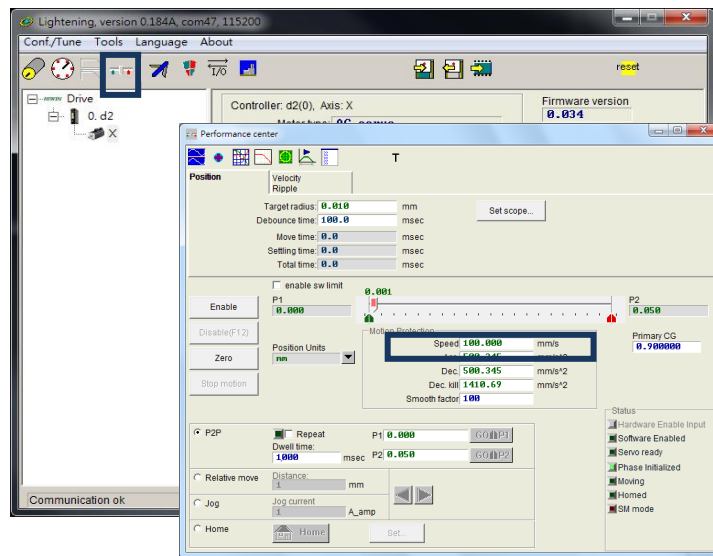 Lightening, version 0.184A, com47, 115200
Conf./Tune Tools Language About
I/O
reset
Drive
0. d2
X
Controller: d2(0), Axis: X
Firmware version
0.034
Performance center
T
Position
Velocity
Ripple
Target radius: 0.010 mm
Set scope...
Debounce time: 100.0 msec
Move time: 0.0 msec
Settling time: 0.0 msec
Total time: 0.0 msec
enable sw limit
0.001
Enable
P1
0.000
P2
0.050
Disable(F12)
Motion Protection
Primary CG
0.900000
Speed 100.000 mm/s
Zero
Position Units
mm
500.345 mm/s^2
Dec. 500.345 mm/s^2
Stop motion
Dec. kill 1410.69 mm/s^2
Smooth factor 100
Status
Hardware Enable Input
Software Enabled
Servo ready
Phase Initialized
Moving
Homed
SM mode
P2P
Repeat
P1 0.000
GO P1
Dwell time:
1000 msec
P2 0.050
GO P2
Relative move
Distance:
1 mm
Jog
Jog current
1 A_amp
Home
Home
Set...
Communication ok